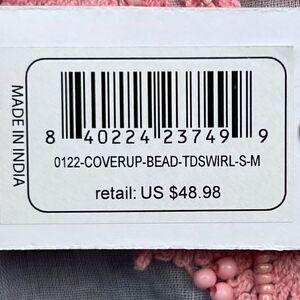 MADE IN INDIA
8 40224 23749 9
0122-COVERUP-BEAD-TDSWIRL-S-M
retail: US $48.98